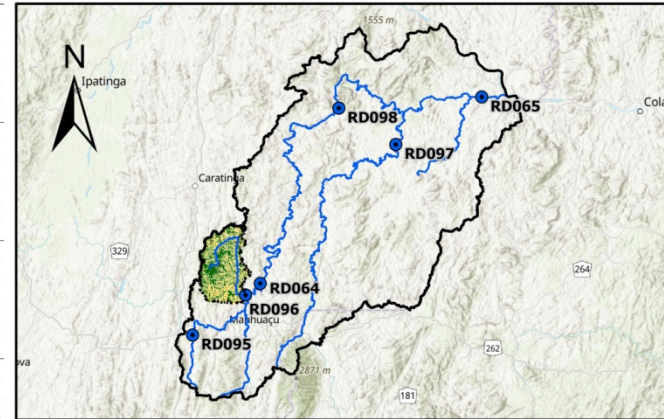 1555 m
N
Ipatinga
RD065
Cola
RD098
RD097
Caratinga
329
264
RD064
RD096
Manhuaçu
RD095
ova
262
2871 m
181